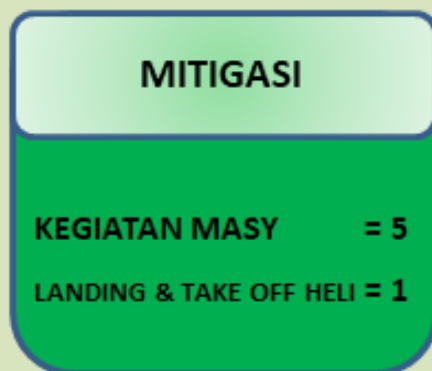 MITIGASI
KEGIATAN MASY = 5
LANDING & TAKE OFF HELI = 1